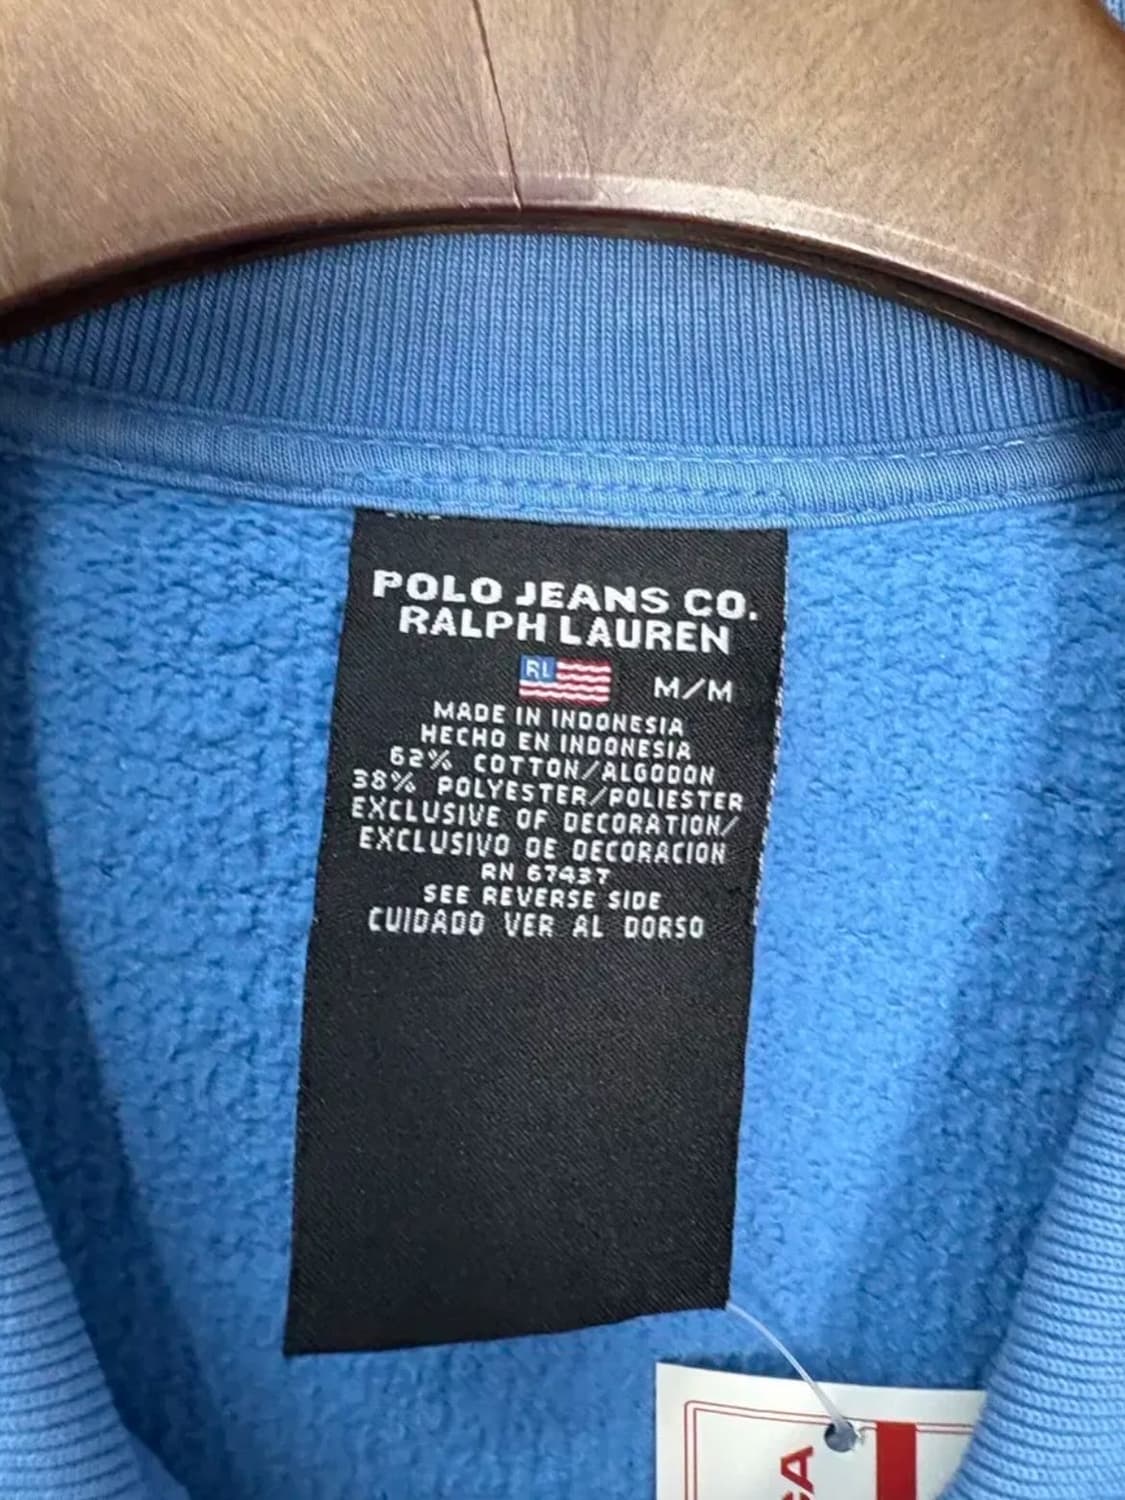 POLO JEANS CO.
RALPH LAUREN
RL
M/M
MADE IN INDONESIA
HECHO EN INDONESIA
62% COTTON/ALGODON
38% POLYESTER/POLIESTER
EXCLUSIVE OF DECORATION/
EXCLUSIVO DE DECORACION
RN 67437
SEE REVERSE SIDE
CUIDADO VER AL DORSO